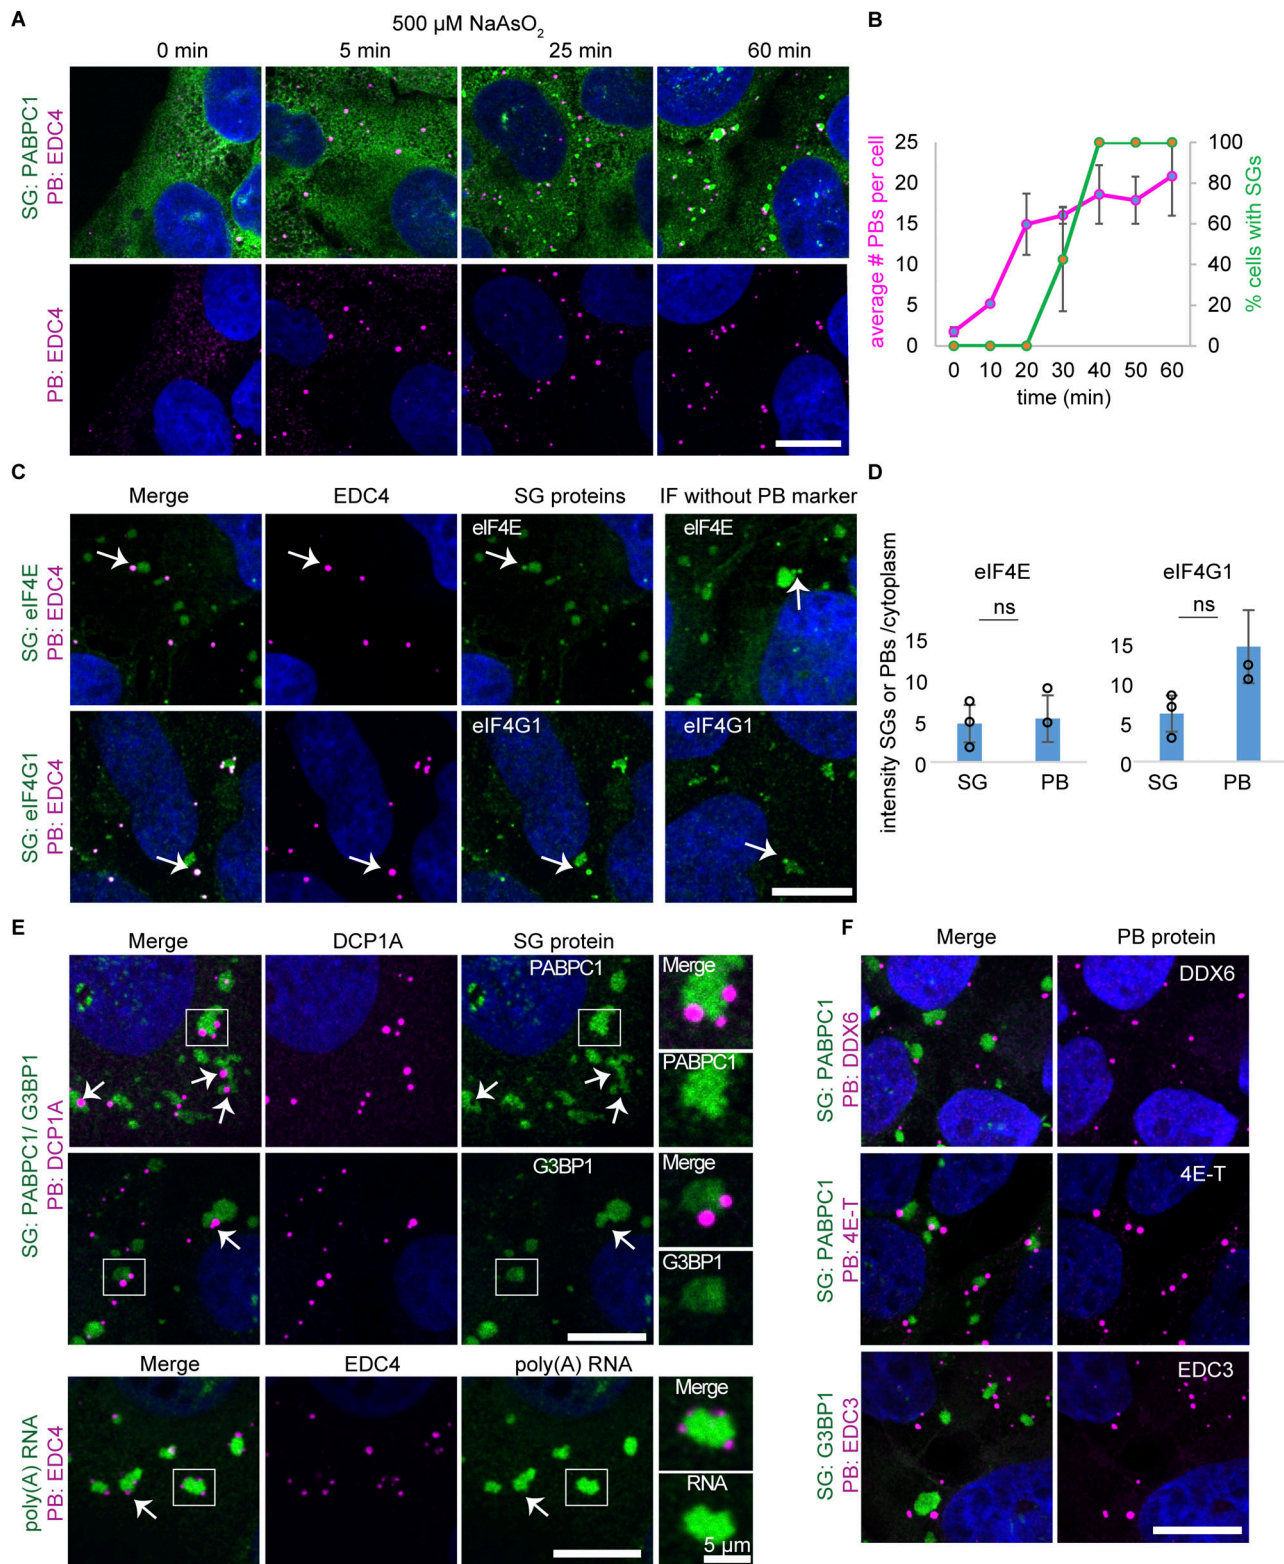 A
500 µM NaAsO2
0 min 5 min 25 min 60 min
SG: PABPC1
PB: EDC4
PB: EDC4
B
average # PBs per cell
25
20
15
10
5
0
100
80
60
40
20
0
% cells with SGs
0 10 20 30 40 50 60
time (min)
C
Merge EDC4 SG proteins IF without PB marker
SG: eIF4E
PB: EDC4
eIF4E eIF4E
SG: eIF4G1
PB: EDC4
eIF4G1 eIF4G1
D
intensity SGs or PBs /cytoplasm
eIF4E eIF4G1
ns ns
15
10
5
0
15
10
5
0
SG PB SG PB
E
Merge DCP1A SG protein
SG: PABPC1/ G3BP1
PB: DCP1A
PABPC1
Merge
PABPC1
G3BP1
Merge
G3BP1
Merge EDC4 poly(A) RNA
poly(A) RNA
PB: EDC4
Merge
RNA
5 µm
F
Merge PB protein
SG: PABPC1
PB: DDX6
DDX6
SG: PABPC1
PB: 4E-T
4E-T
SG: G3BP1
PB: EDC3
EDC3